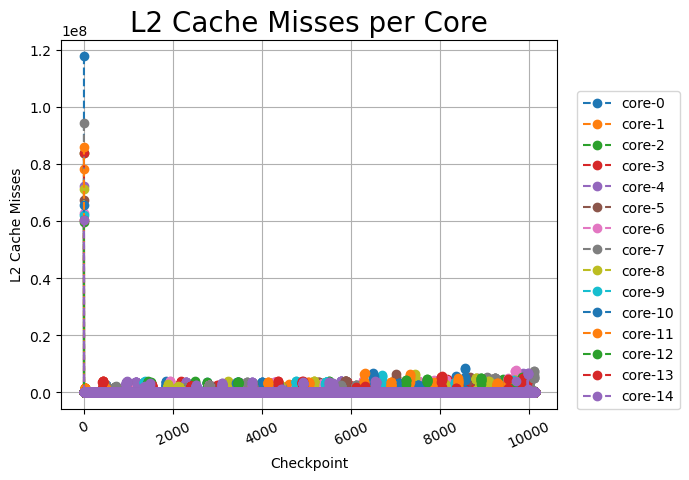 L2 Cache Misses per Core
1e8
1.2
1.0
0.8
0.6
0.4
0.2
0.0
L2 Cache Misses
0
2000
4000
6000
8000
10000
Checkpoint
core-0
core-1
core-2
core-3
core-4
core-5
core-6
core-7
core-8
core-9
core-10
core-11
core-12
core-13
core-14